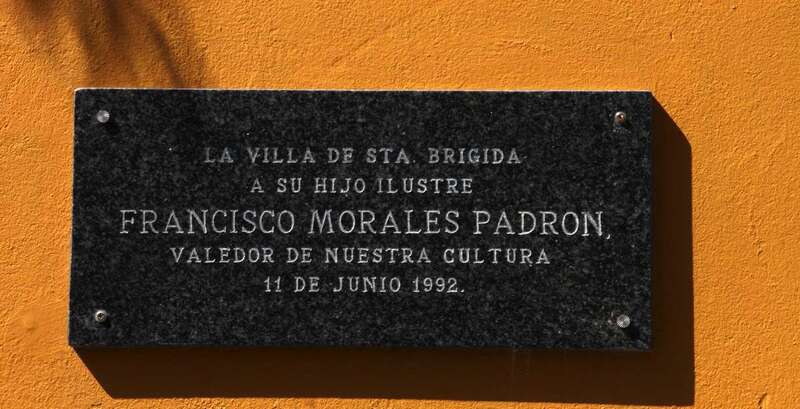 LA VILLA DE STA. BRIGIDA
A SU HIJO ILUSTRE
FRANCISCO MORALES PADRON,
VALEDOR DE NUESTRA CULTURA
11 DE JUNIO 1992.